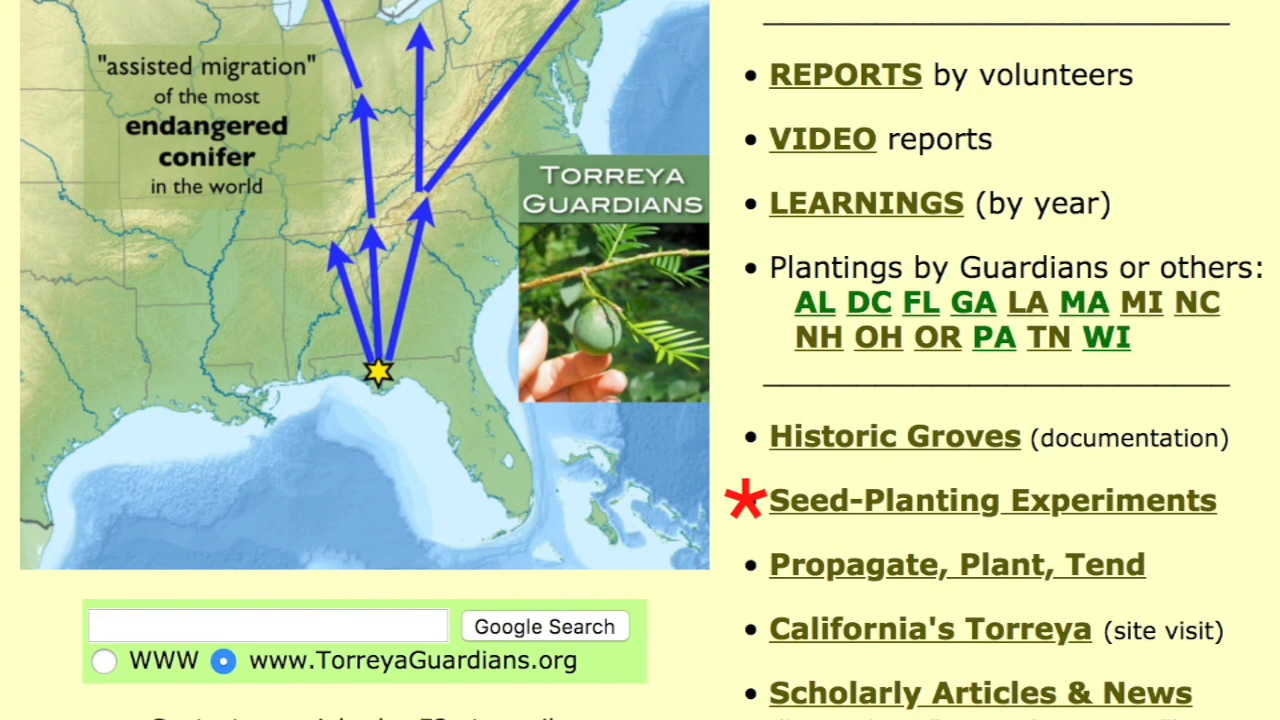 "assisted migration"
of the most
endangered
conifer
in the world
TORREYA
GUARDIANS
Google Search
WWW www.TorreyaGuardians.org
• REPORTS by volunteers
• VIDEO reports
• LEARNINGS (by year)
• Plantings by Guardians or others:
AL DC FL GA LA MA MI NC
NH OH OR PA TN WI
• Historic Groves (documentation)
* Seed-Planting Experiments
• Propagate, Plant, Tend
• California's Torreya (site visit)
• Scholarly Articles & News